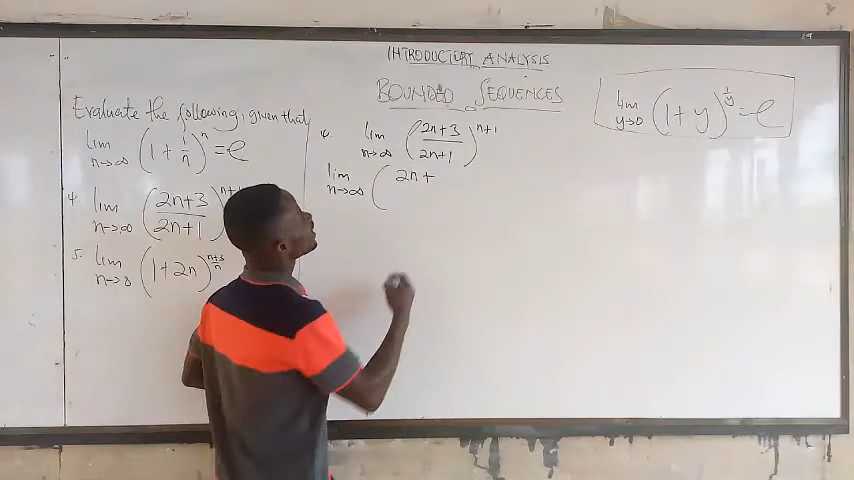 INTRODUCTORY ANALYSIS
BOUNDED SEQUENCES
Evaluate the following, given that
lim n→∞ (1 + 1/n)^n = e
4. lim n→∞ (2n+3 / 2n+1)^n+1
5. lim n→0 (1 + 2n)^n+3/n
4. lim n→∞ (2n+3 / 2n+1)^n+1
lim n→∞ (2n+
lim y→0 (1 + y)^1/y = e